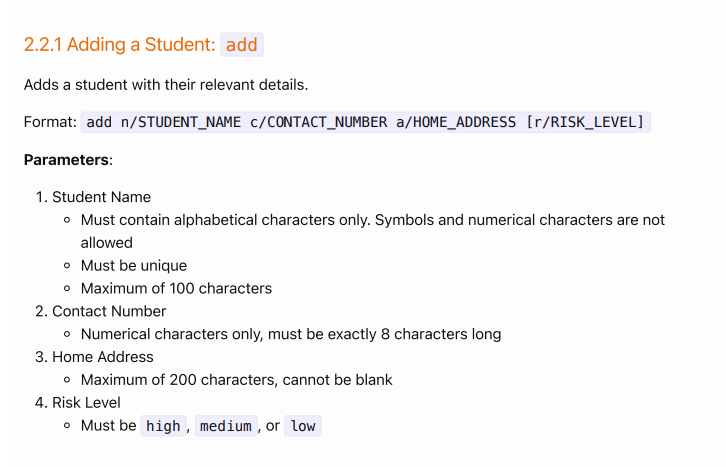 2.2.1 Adding a Student: add
Adds a student with their relevant details.
Format: add n/STUDENT_NAME c/CONTACT_NUMBER a/HOME_ADDRESS [r/RISK_LEVEL]
Parameters:
1. Student Name
◦ Must contain alphabetical characters only. Symbols and numerical characters are not
allowed
◦ Must be unique
◦ Maximum of 100 characters
2. Contact Number
◦ Numerical characters only, must be exactly 8 characters long
3. Home Address
◦ Maximum of 200 characters, cannot be blank
4. Risk Level
◦ Must be high, medium, or low